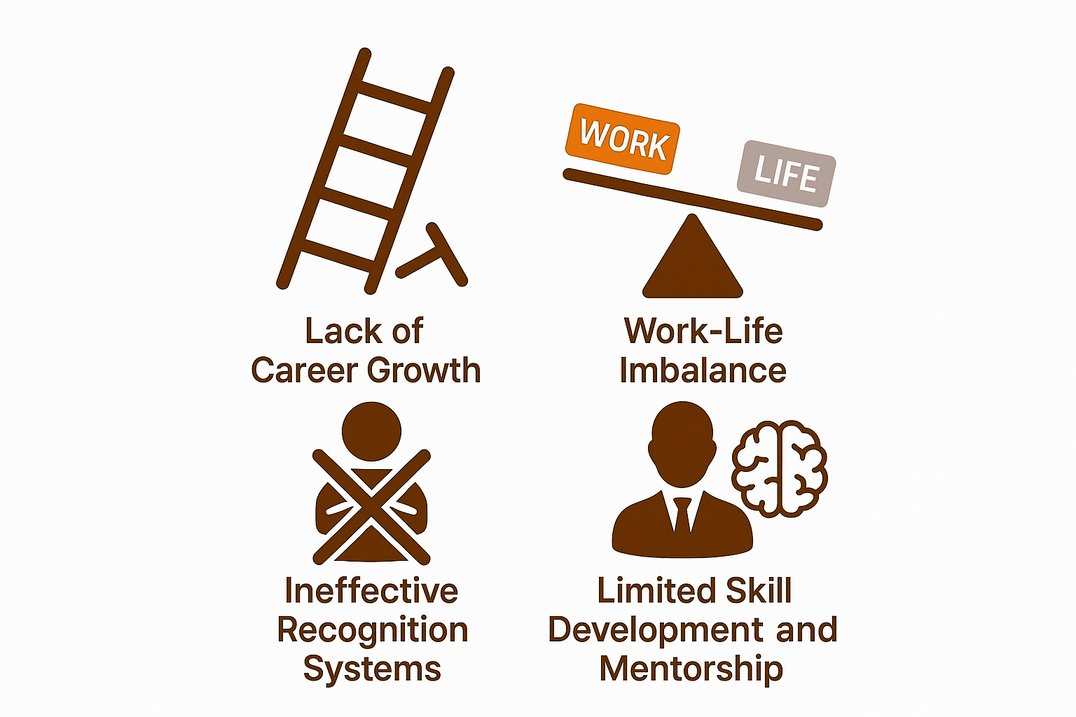 WORK
LIFE
Lack of
Career Growth
Work-Life
Imbalance
Ineffective
Recognition
Systems
Limited Skill
Development and
Mentorship